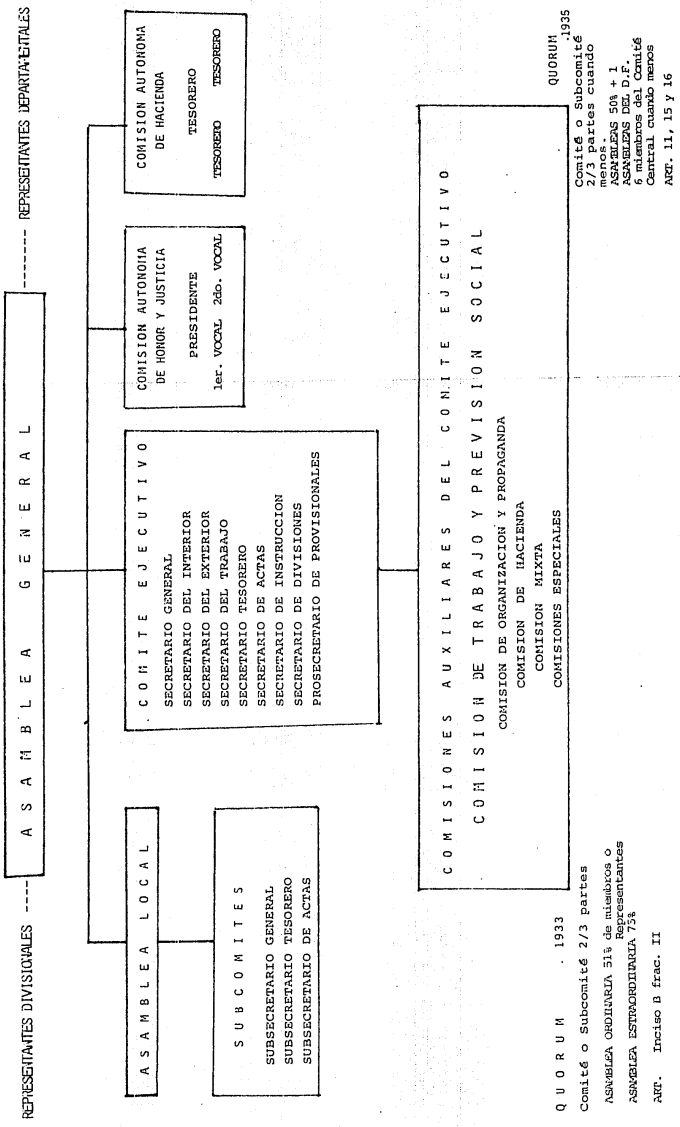 REPRESENTANTES DIVISIONALES ----
A S A M B L E A   G E N E R A L
-------- REPRESENTANTES DEPARTAMENTALES
A S A M B L E A   L O C A L
S U B C O M I T E S
SUBSECRETARIO GENERAL
SUBSECRETARIO TESORERO
SUBSECRETARIO DE ACTAS
C O M I T E   E J E C U T I V O
SECRETARIO GENERAL
SECRETARIO DEL INTERIOR
SECRETARIO DEL EXTERIOR
SECRETARIO DEL TRABAJO
SECRETARIO TESORERO
SECRETARIO DE ACTAS
SECRETARIO DE INSTRUCCION
SECRETARIO DE DIVISIONES
PROSECRETARIO DE PROVISIONALES
COMISION AUTONOMA
DE HONOR Y JUSTICIA
PRESIDENTE
1er. VOCAL 2do. VOCAL
COMISION AUTONOMA
DE HACIENDA
TESORERO
TESORERO TESORERO
C O M I S I O N E S   A U X I L I A R E S   D E L   C O M I T E   E J E C U T I V O
C O M I S I O N   D E   T R A B A J O   Y   P R E V I S I O N   S O C I A L
COMISION DE ORGANIZACION Y PROPAGANDA
COMISION DE HACIENDA
COMISION MIXTA
COMISIONES ESPECIALES
Q U O R U M . 1933
Comité o Subcomité 2/3 partes
ASAMBLEA ORDINARIA 51% de miembros o
Representantes
ASAMBLEA ESTRAORDINARIA 75%
ART. Inciso B frac. II
QUORUM
.1935
Comité o Subcomité
2/3 partes cuando
menos.
ASAMBLEAS 50% + 1
ASAMBLEAS DEL D.F.
6 miembros del Comité
Central cuando menos
ART. 11, 15 y 16